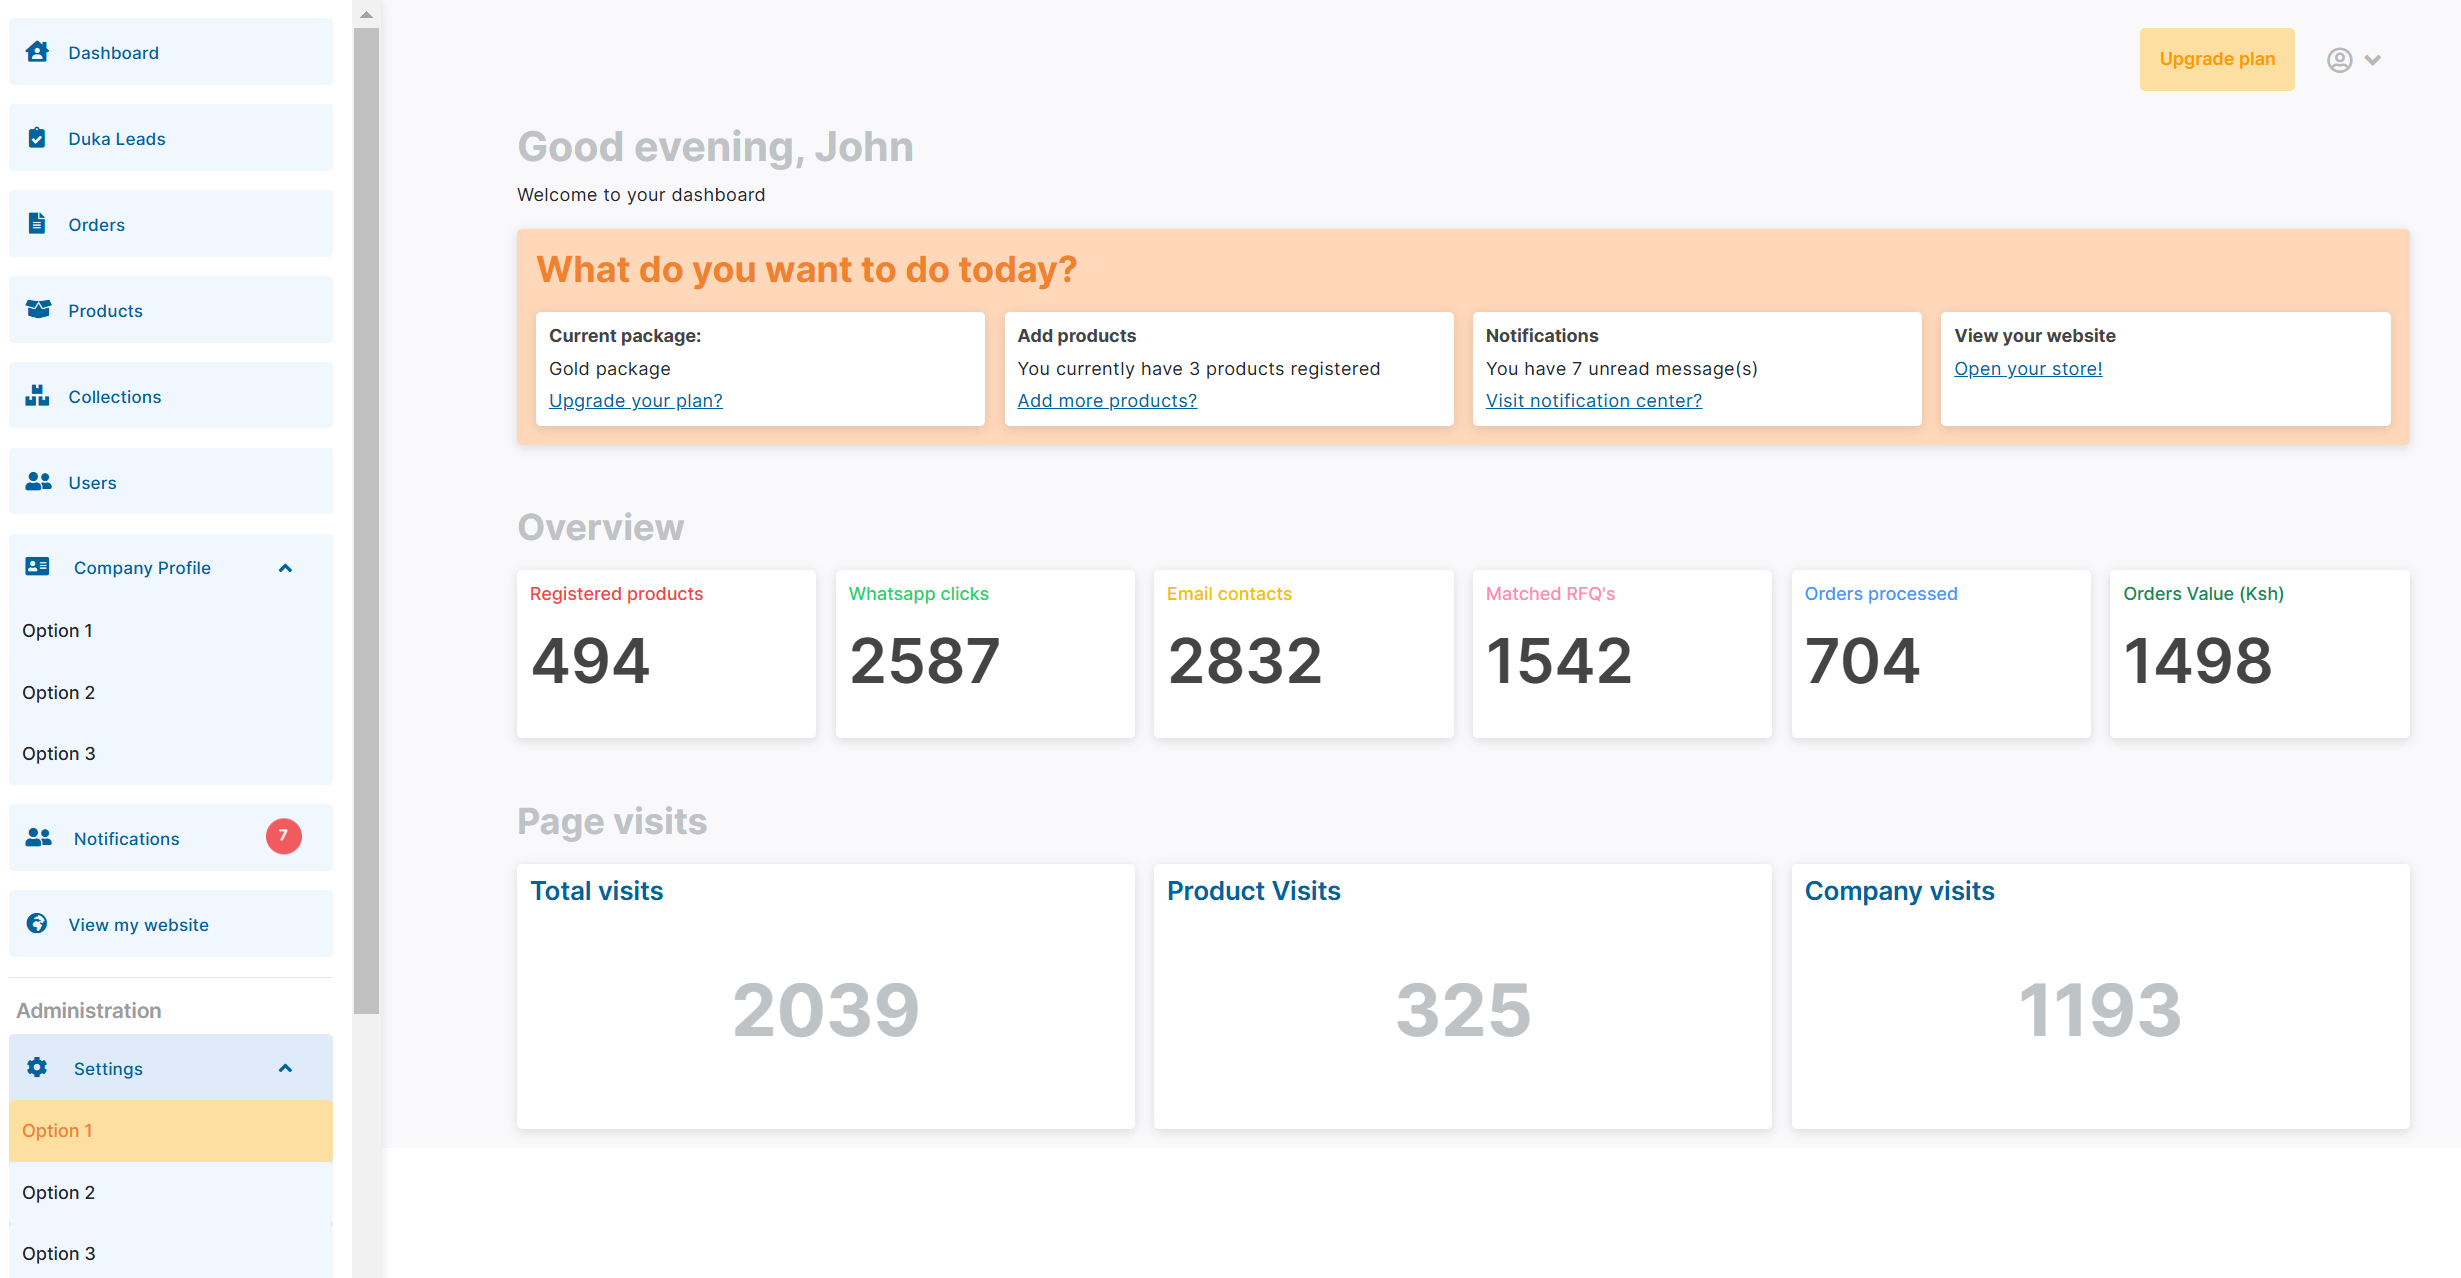 Dashboard
Duka Leads
Orders
Products
Collections
Users
Company Profile
Option 1
Option 2
Option 3
Notifications 7
View my website
Administration
Settings
Option 1
Option 2
Option 3
Upgrade plan
Good evening, John
Welcome to your dashboard
What do you want to do today?
Current package:
Gold package
Upgrade your plan?
Add products
You currently have 3 products registered
Add more products?
Notifications
You have 7 unread message(s)
Visit notification center?
View your website
Open your store!
Overview
Registered products
494
Whatsapp clicks
2587
Email contacts
2832
Matched RFQ's
1542
Orders processed
704
Orders Value (Ksh)
1498
Page visits
Total visits
2039
Product Visits
325
Company visits
1193